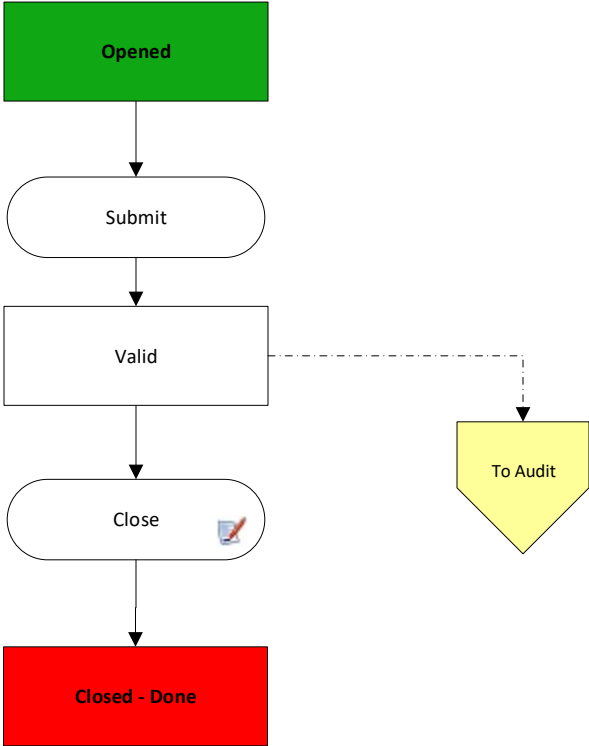 Opened
Submit
Valid
To Audit
Close
Closed - Done